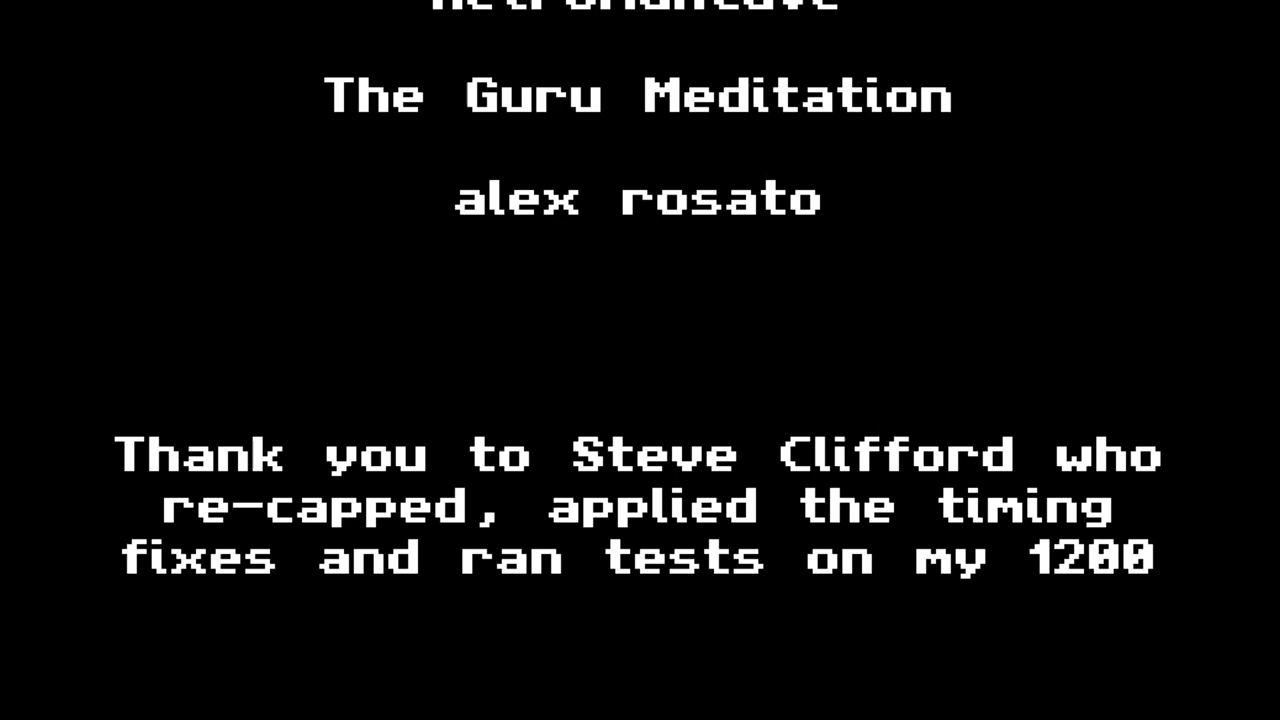 The Guru Meditation
alex rosato
Thank you to Steve Clifford who
re-capped, applied the timing
fixes and ran tests on my 1200